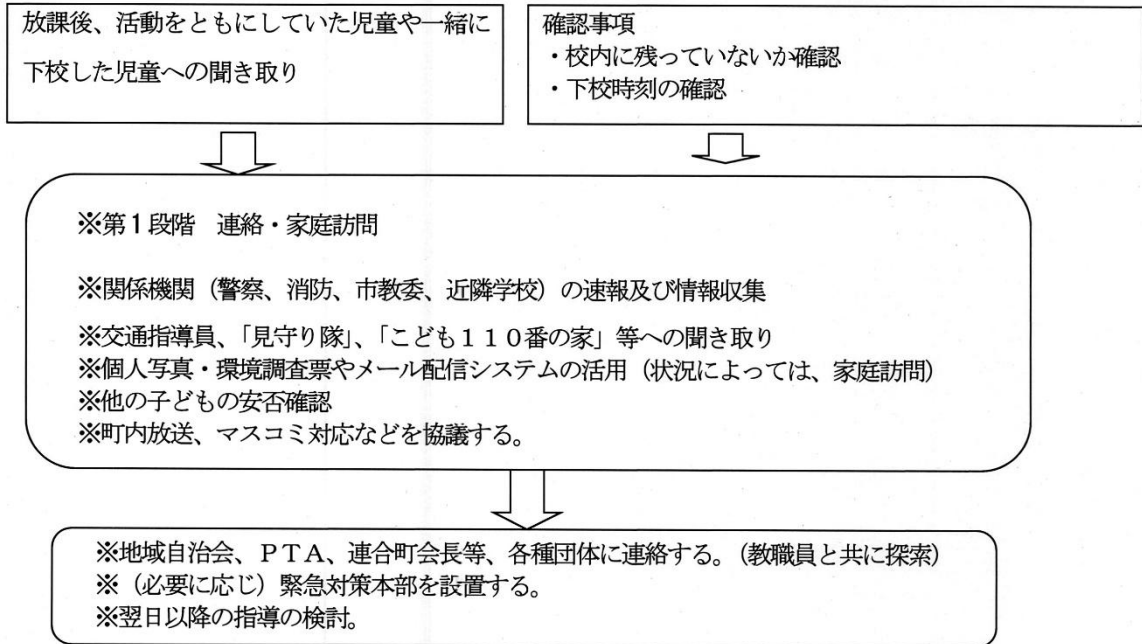 放課後、活動をともにしていた児童や一緒に
下校した児童への聞き取り
確認事項
・校内に残っていないか確認
・下校時刻の確認
※第1段階　連絡・家庭訪問
※関係機関（警察、消防、市教委、近隣学校）の速報及び情報収集
※交通指導員、「見守り隊」、「こども１１０番の家」等への聞き取り
※個人写真・環境調査票やメール配信システムの活用（状況によっては、家庭訪問）
※他の子どもの安否確認
※町内放送、マスコミ対応などを協議する。
※地域自治会、ＰＴＡ、連合町会長等、各種団体に連絡する。（教職員と共に探索）
※（必要に応じ）緊急対策本部を設置する。
※翌日以降の指導の検討。